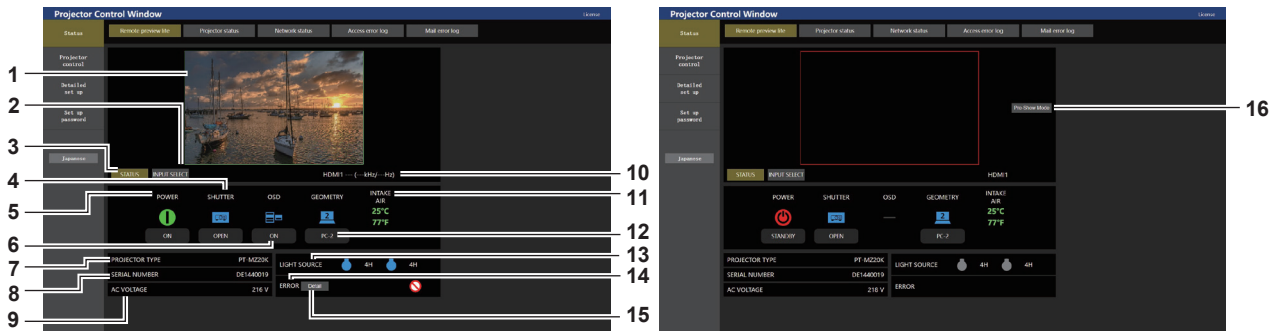 Projector Control Window
License
Status
Remote preview lite
Projector status
Network status
Access error log
Mail error log
Projector
control
Detailed
set up
Set up
password
Japanese
STATUS
INPUT SELECT
HDMI1 ---(---kHz/---Hz)
POWER
SHUTTER
OSD
GEOMETRY
INTAKE
AIR
25°C
77°F
ON
OPEN
ON
2
PC-2
PROJECTOR TYPE
PT-MZ20K
SERIAL NUMBER
DE1440019
AC VOLTAGE
216 V
LIGHT SOURCE
4H
4H
ERROR
Detail
1
2
3
4
5
6
7
8
9
10
11
12
13
14
15
Projector Control Window
License
Status
Remote preview lite
Projector status
Network status
Access error log
Mail error log
Projector
control
Detailed
set up
Set up
password
Japanese
Pre Show Mode
STATUS
INPUT SELECT
HDMI1
POWER
SHUTTER
OSD
GEOMETRY
INTAKE
AIR
25°C
77°F
STANDBY
OPEN
---
2
PC-2
PROJECTOR TYPE
PT-MZ20K
SERIAL NUMBER
DE1440019
AC VOLTAGE
216 V
LIGHT SOURCE
4H
4H
ERROR
16